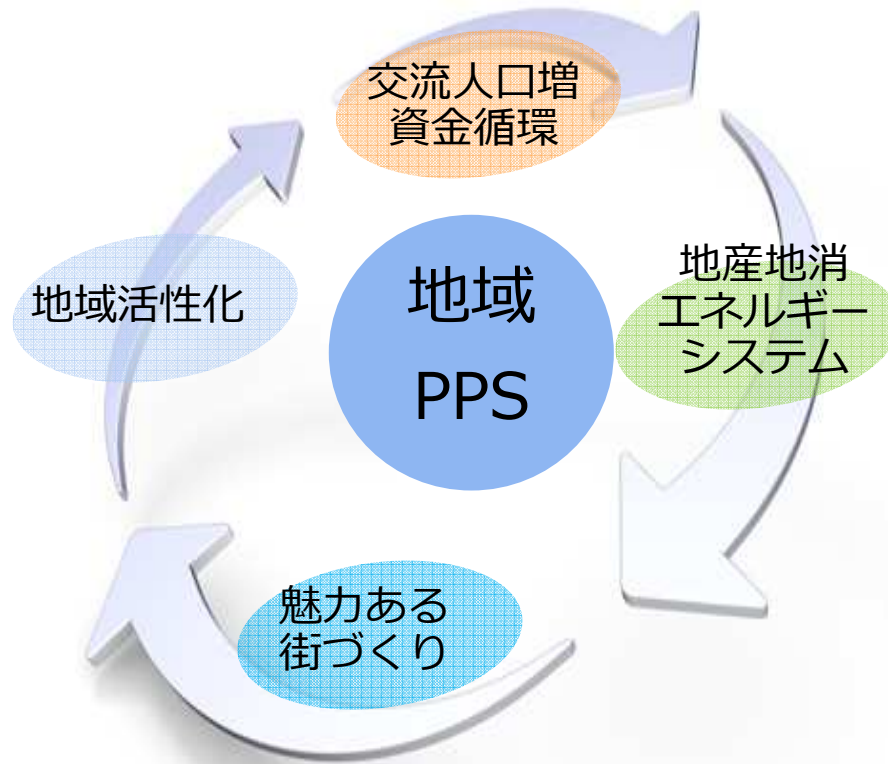 交流人口増
資金循環
地域活性化
地域
PPS
地産地消
エネルギー
システム
魅力ある
街づくり